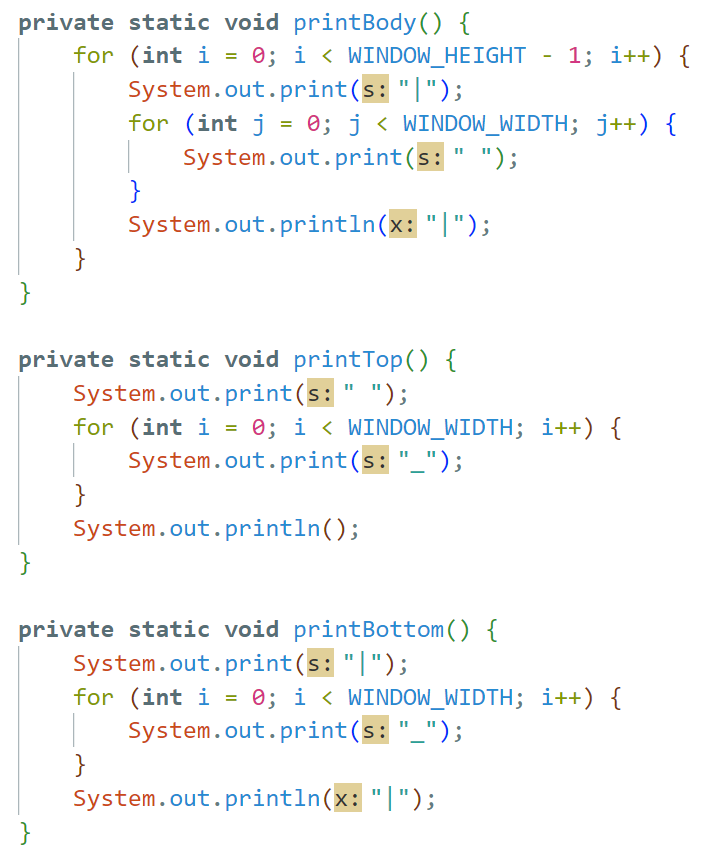 private static void printBody() {
    for (int i = 0; i < WINDOW_HEIGHT - 1; i++) {
        System.out.print(s: "|");
        for (int j = 0; j < WINDOW_WIDTH; j++) {
            System.out.print(s: " ");
        }
        System.out.println(x: "|");
    }
}

private static void printTop() {
    System.out.print(s: " ");
    for (int i = 0; i < WINDOW_WIDTH; i++) {
        System.out.print(s: "_");
    }
    System.out.println();
}

private static void printBottom() {
    System.out.print(s: "|");
    for (int i = 0; i < WINDOW_WIDTH; i++) {
        System.out.print(s: "_");
    }
    System.out.println(x: "|");
}